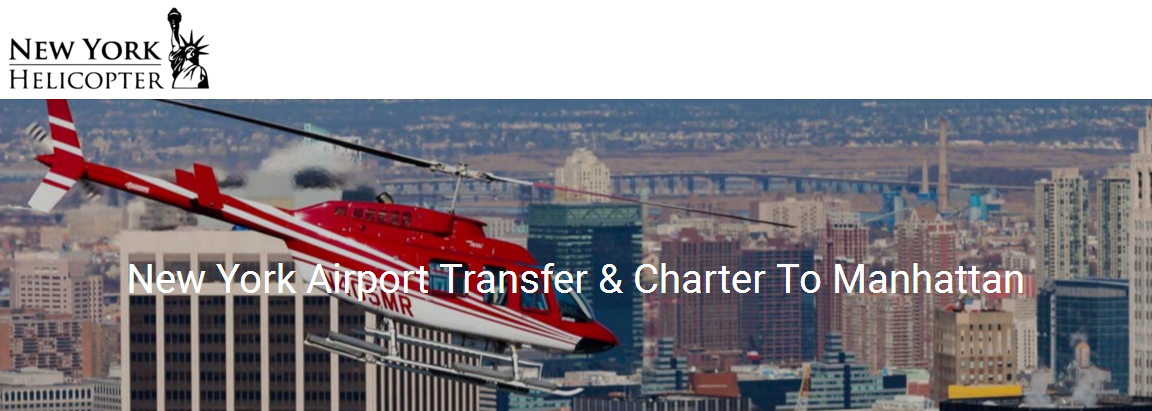 NEW YORK
HELICOPTER
New York Airport Transfer & Charter To Manhattan